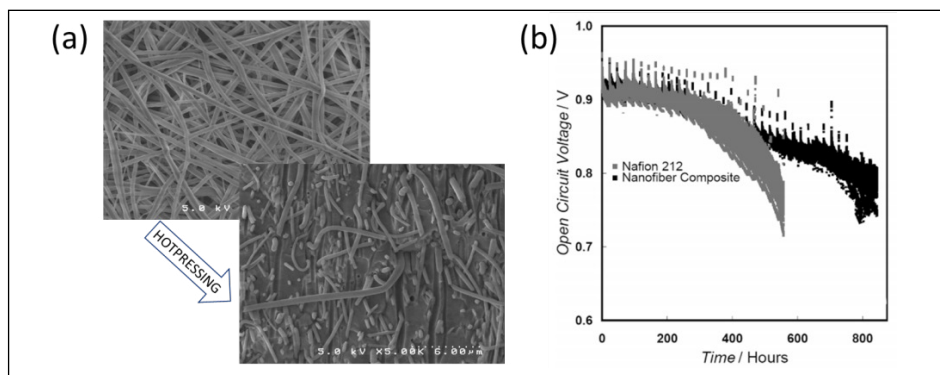 (a)
5.0 kV
HOTPRESSING
5.0 kV X5.00K 6.00μm
(b)
1.0
0.9
0.8
0.7
0.6
Open Circuit Voltage / V
Nafion 212
Nanofiber Composite
0 200 400 600 800
Time / Hours